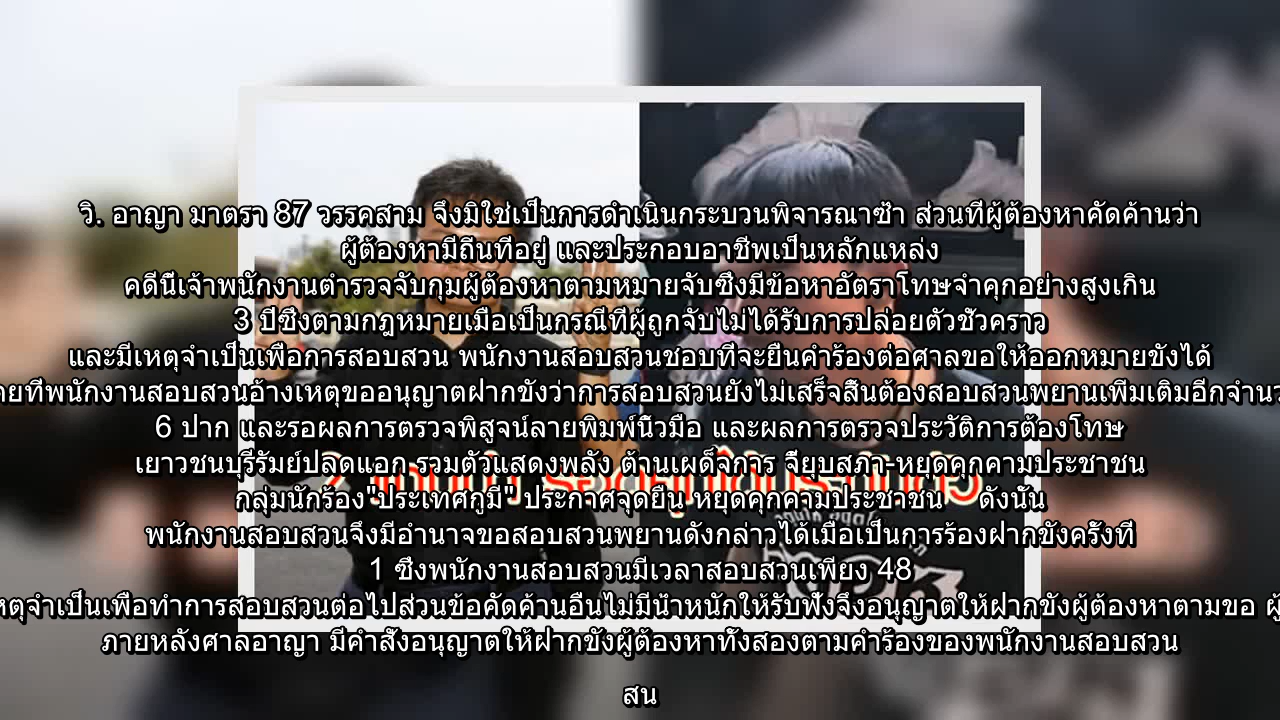 วิ. อาญา มาตรา 87 วรรคสาม จึงมิใช่เป็นการดำเนินกระบวนพิจารณาซ้ำ ส่วนที่ผู้ต้องหาคัดค้านว่า
ผู้ต้องหามีถิ่นที่อยู่ และประกอบอาชีพเป็นหลักแหล่ง
คดีนี้เจ้าพนักงานตำรวจจับกุมผู้ต้องหาตามหมายจับซึ่งมีข้อหาอัตราโทษจำคุกอย่างสูงเกิน
3 ปีซึ่งตามกฎหมายเมื่อเป็นกรณีที่ผู้ถูกจับไม่ได้รับการปล่อยตัวชั่วคราว
และมีเหตุจำเป็นเพื่อการสอบสวน พนักงานสอบสวนชอบที่จะยื่นคำร้องต่อศาลขอให้ออกหมายขังได้
ยที่พนักงานสอบสวนอ้างเหตุขออนุญาตฝากขังว่าการสอบสวนยังไม่เสร็จสิ้นต้องสอบสวนพยานเพิ่มเติมอีกจำนว
6 ปาก และรอผลการตรวจพิสูจน์ลายพิมพ์นิ้วมือ และผลการตรวจประวัติการต้องโทษ
เยาวชนบุรีรัมย์ปลดแอก รวมตัวแสดงพลัง ต้านเผด็จการ จี้ยุบสภา-หยุดคุกคามประชาชน
กลุ่มนักร้อง"ประเทศกูมี" ประกาศจุดยืน หยุดคุกคามประชาชน ดังนั้น
พนักงานสอบสวนจึงมีอำนาจขอสอบสวนพยานดังกล่าวได้เมื่อเป็นการร้องฝากขังครั้งที่
1 ซึ่งพนักงานสอบสวนมีเวลาสอบสวนเพียง 48
หตุจำเป็นเพื่อทำการสอบสวนต่อไปส่วนข้อคัดค้านอื่นไม่มีน้ำหนักให้รับฟังจึงอนุญาตให้ฝากขังผู้ต้องหาตามขอ ผู้
ภายหลังศาลอาญา มีคำสั่งอนุญาตให้ฝากขังผู้ต้องหาทั้งสองตามคำร้องของพนักงานสอบสวน
สน